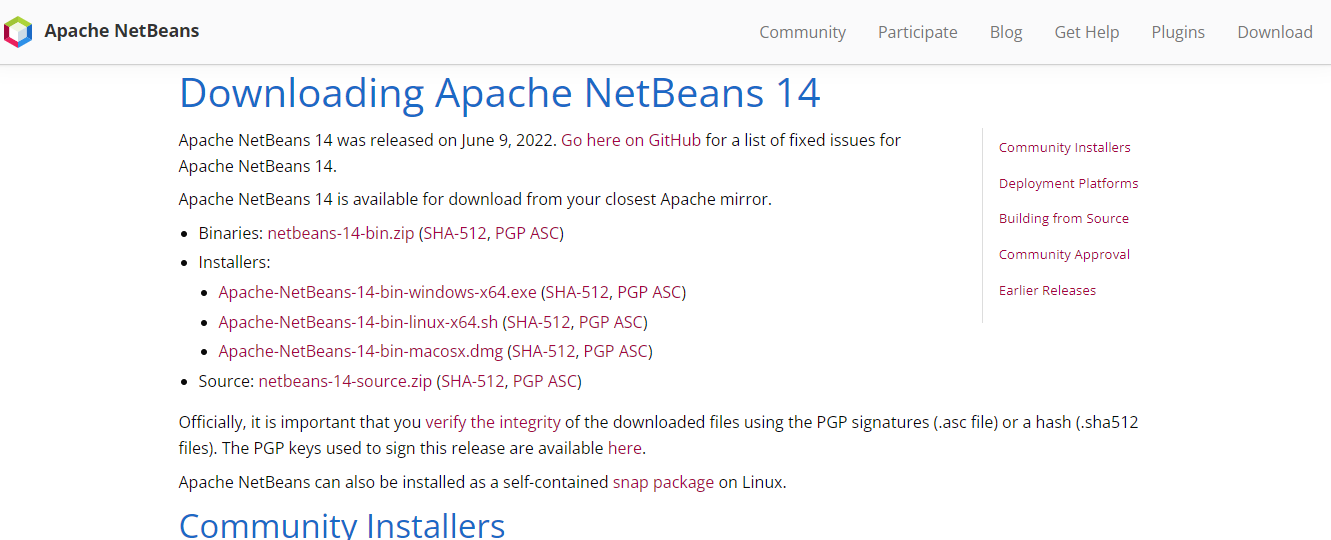 Apache NetBeans
Community Participate Blog Get Help Plugins Download
Downloading Apache NetBeans 14
Apache NetBeans 14 was released on June 9, 2022. Go here on GitHub for a list of fixed issues for
Apache NetBeans 14.
Apache NetBeans 14 is available for download from your closest Apache mirror.
• Binaries: netbeans-14-bin.zip (SHA-512, PGP ASC)
• Installers:
• Apache-NetBeans-14-bin-windows-x64.exe (SHA-512, PGP ASC)
• Apache-NetBeans-14-bin-linux-x64.sh (SHA-512, PGP ASC)
• Apache-NetBeans-14-bin-macosx.dmg (SHA-512, PGP ASC)
• Source: netbeans-14-source.zip (SHA-512, PGP ASC)
Officially, it is important that you verify the integrity of the downloaded files using the PGP signatures (.asc file) or a hash (.sha512
files). The PGP keys used to sign this release are available here.
Apache NetBeans can also be installed as a self-contained snap package on Linux.
Community Installers
Community Installers
Deployment Platforms
Building from Source
Community Approval
Earlier Releases